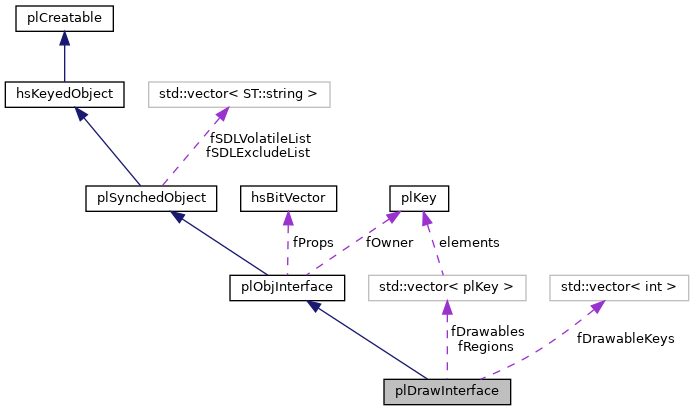 plCreatable
hsKeyedObject
std::vector< ST::string >
fSDLVolatileList
fSDLExcludeList
plSynchedObject
hsBitVector
plKey
fProps
fOwner
elements
plObjInterface
std::vector< plKey >
std::vector< int >
fDrawables
fRegions
fDrawableKeys
plDrawInterface